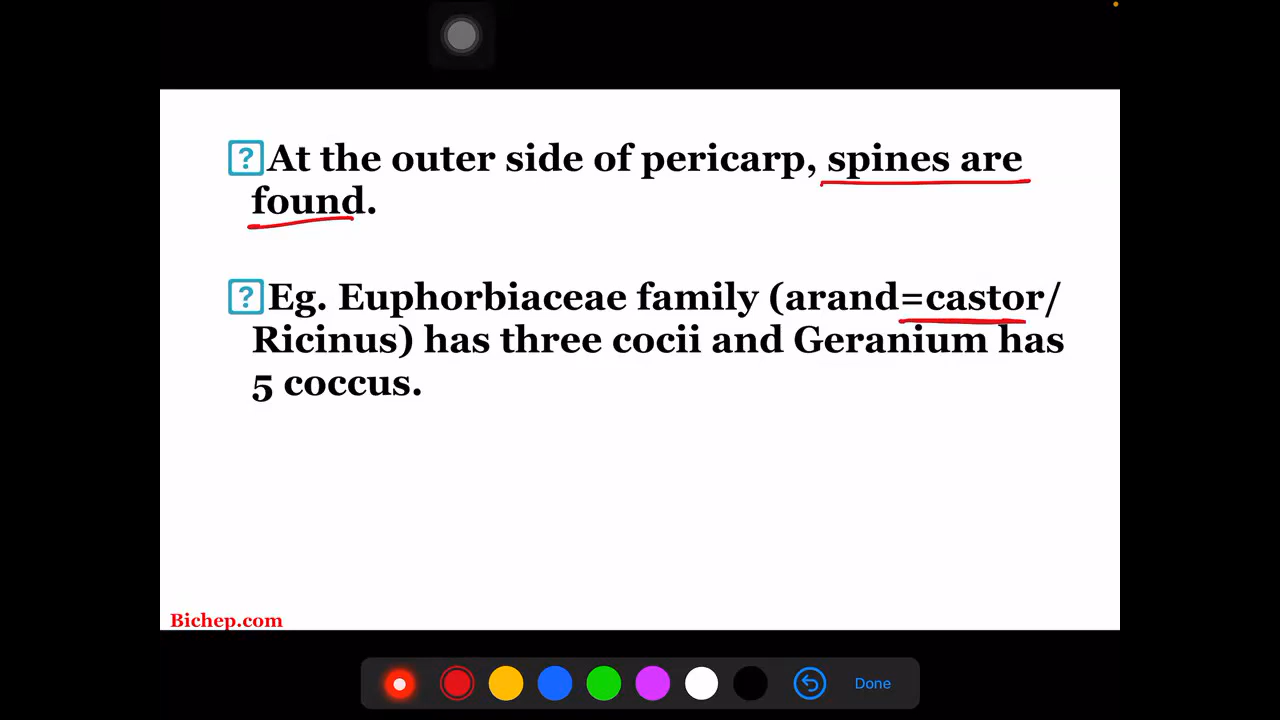 At the outer side of pericarp, spines are
found.
Eg. Euphorbiaceae family (arand=castor/
Ricinus) has three cocii and Geranium has
5 coccus.
Bichep.com
Done